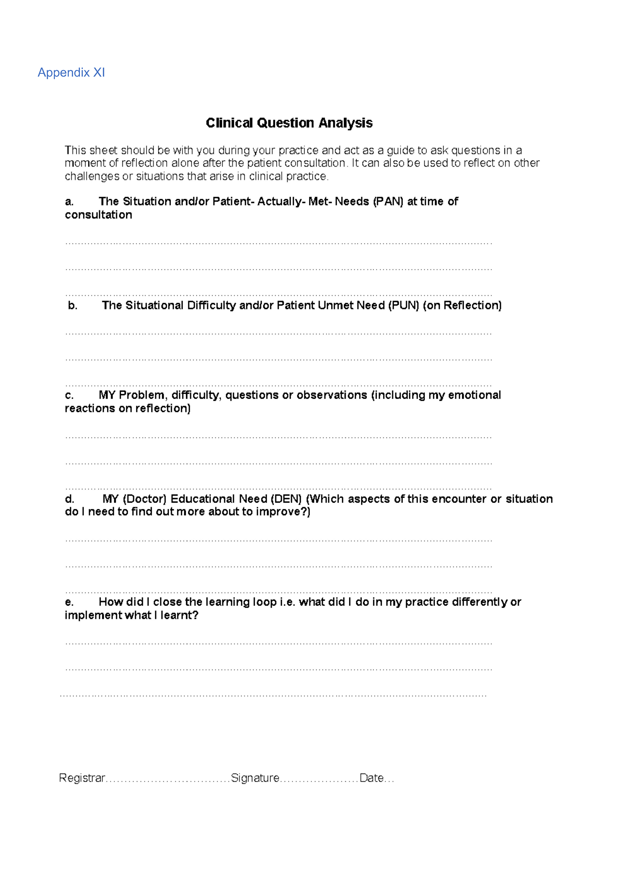 Appendix XI
Clinical Question Analysis
This sheet should be with you during your practice and act as a guide to ask questions in a
moment of reflection alone after the patient consultation. It can also be used to reflect on other
challenges or situations that arise in clinical practice.
a. The Situation and/or Patient- Actually- Met- Needs (PAN) at time of
consultation
....................................................................................................................................
....................................................................................................................................
....................................................................................................................................
b. The Situational Difficulty and/or Patient Unmet Need (PUN) (on Reflection)
....................................................................................................................................
....................................................................................................................................
....................................................................................................................................
c. MY Problem, difficulty, questions or observations (including my emotional
reactions on reflection)
....................................................................................................................................
....................................................................................................................................
....................................................................................................................................
d. MY (Doctor) Educational Need (DEN) (Which aspects of this encounter or situation
do I need to find out more about to improve?)
....................................................................................................................................
....................................................................................................................................
....................................................................................................................................
e. How did I close the learning loop i.e. what did I do in my practice differently or
implement what I learnt?
....................................................................................................................................
....................................................................................................................................
....................................................................................................................................
Registrar……………………………Signature…………………Date…